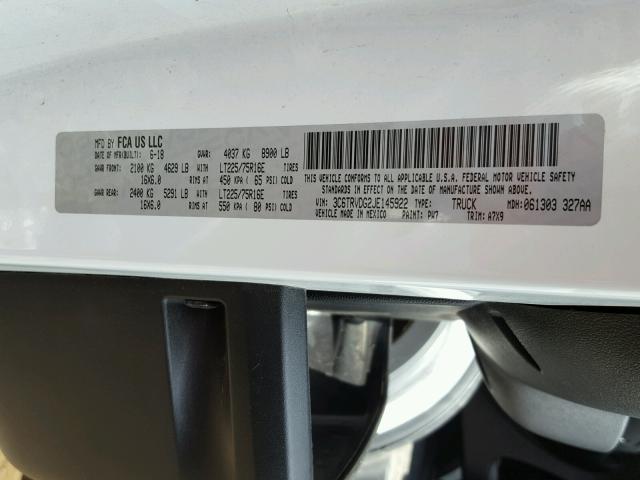 MFD BY FCA US LLC
DATE OF MFR(BUILT): 6-18 GVWR: 4037 KG 8900 LB
GAWR FRONT: 2100 KG 4629 LB WITH LT225/75R16E
16X6.0 RIMS AT 450 KPA ( 65 PSI) COLD
GAWR REAR: 2400 KG 5291 LB WITH LT225/75R16E
16X6.0 RIMS AT 550 KPA ( 80 PSI) COLD
THIS VEHICLE CONFORMS TO ALL APPLICABLE U.S.A. FEDERAL MOTOR VEHICLE SAFETY
STANDARDS IN EFFECT ON THE DATE OF MANUFACTURE SHOWN ABOVE.
VIN: 3C6TRVDG2JE145922 TYPE: TRUCK MDH: 061303 327AA
VEHICLE MADE IN MEXICO PAINT: PW7 TRIM: A7X9